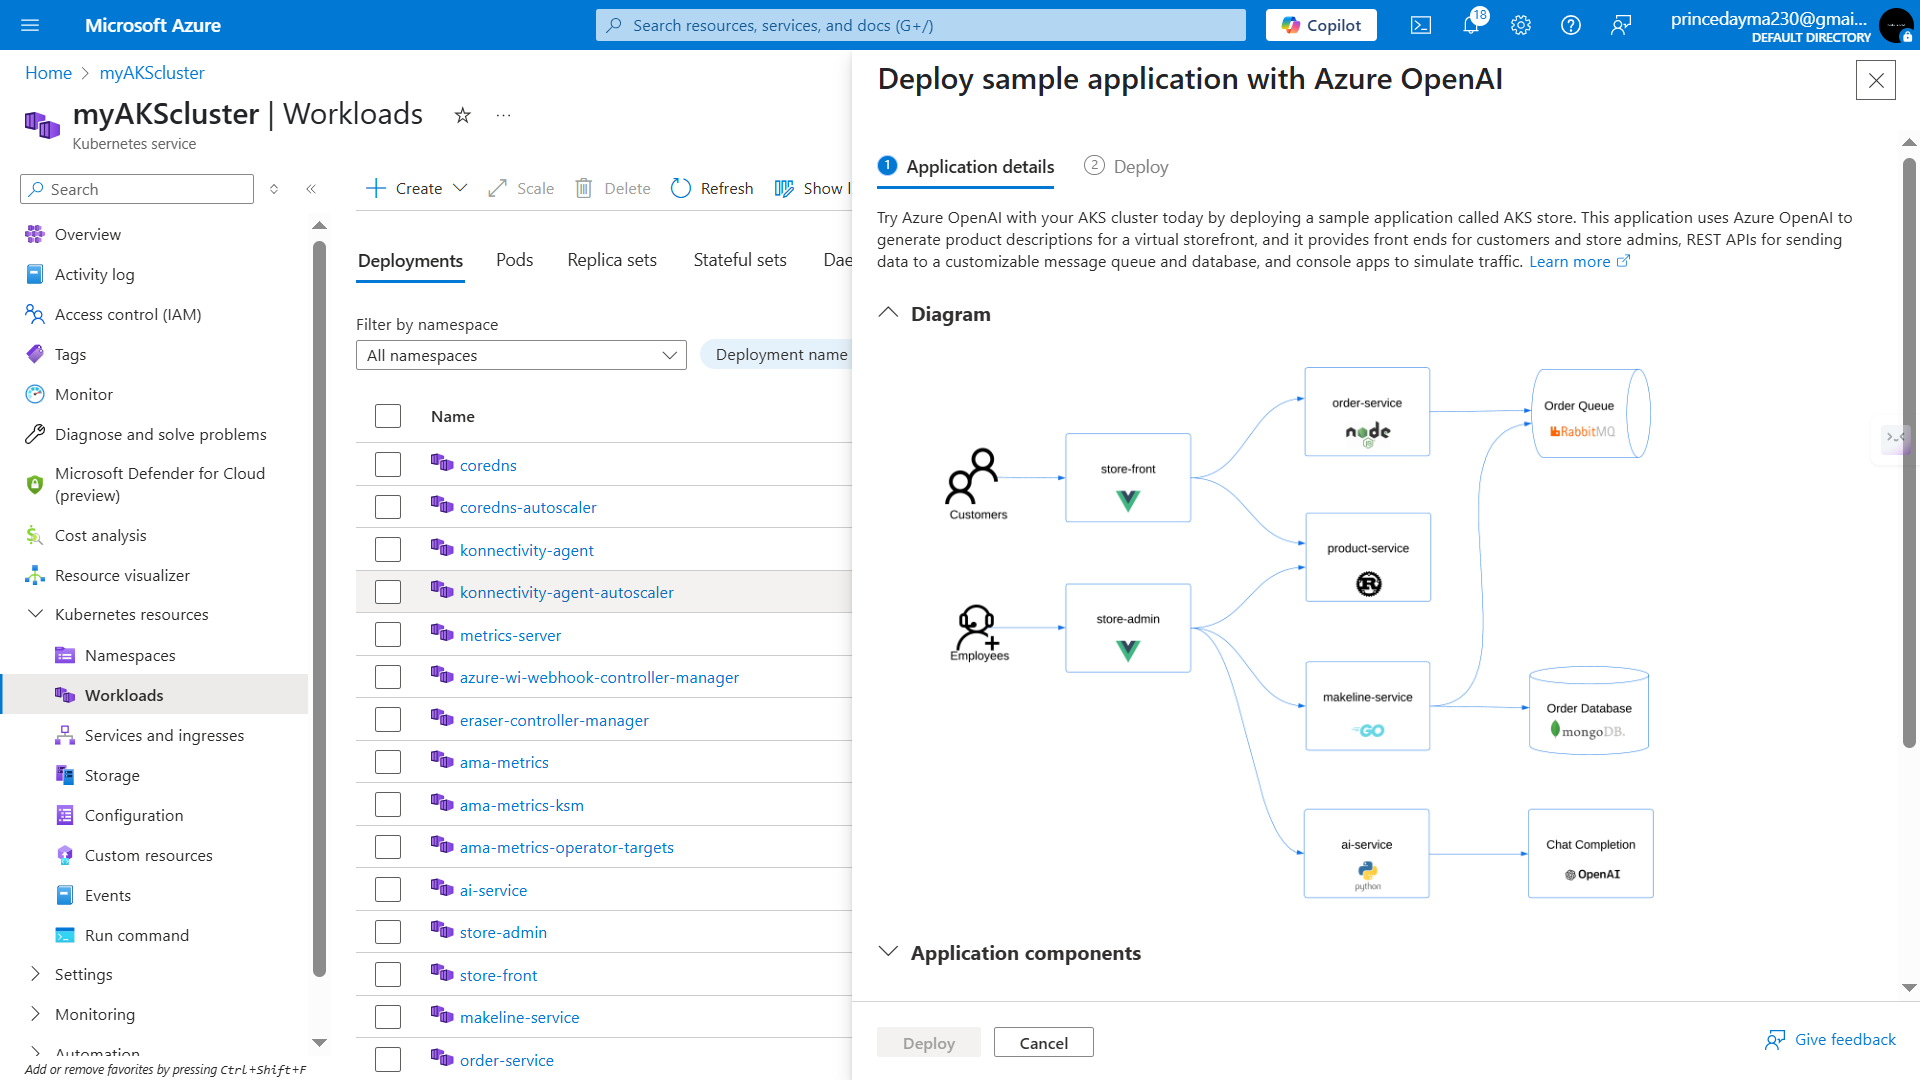 Microsoft Azure
Search resources, services, and docs (G+/)
Copilot
18
princedayma230@gmai...
DEFAULT DIRECTORY
Home > myAKScluster
myAKScluster | Workloads
Kubernetes service
Search
Overview
Activity log
Access control (IAM)
Tags
Monitor
Diagnose and solve problems
Microsoft Defender for Cloud
(preview)
Cost analysis
Resource visualizer
Kubernetes resources
Namespaces
Workloads
Services and ingresses
Storage
Configuration
Custom resources
Events
Run command
Settings
Monitoring
Automation
Add or remove favorites by pressing Ctrl+Shift+F
Create
Scale
Delete
Refresh
Show l
Deployments
Pods
Replica sets
Stateful sets
Dae
Filter by namespace
All namespaces
Deployment name
Name
coredns
coredns-autoscaler
konnectivity-agent
konnectivity-agent-autoscaler
metrics-server
azure-wi-webhook-controller-manager
eraser-controller-manager
ama-metrics
ama-metrics-ksm
ama-metrics-operator-targets
ai-service
store-admin
store-front
makeline-service
order-service
Deploy sample application with Azure OpenAI
1 Application details
2 Deploy
Try Azure OpenAI with your AKS cluster today by deploying a sample application called AKS store. This application uses Azure OpenAI to
generate product descriptions for a virtual storefront, and it provides front ends for customers and store admins, REST APIs for sending
data to a customizable message queue and database, and console apps to simulate traffic. Learn more
Diagram
Customers
store-front
order-service
node
JS
Order Queue
RabbitMQ
product-service
R
Employees
store-admin
makeline-service
GO
Order Database
mongoDB.
ai-service
python
Chat Completion
OpenAI
Application components
Deploy
Cancel
Give feedback